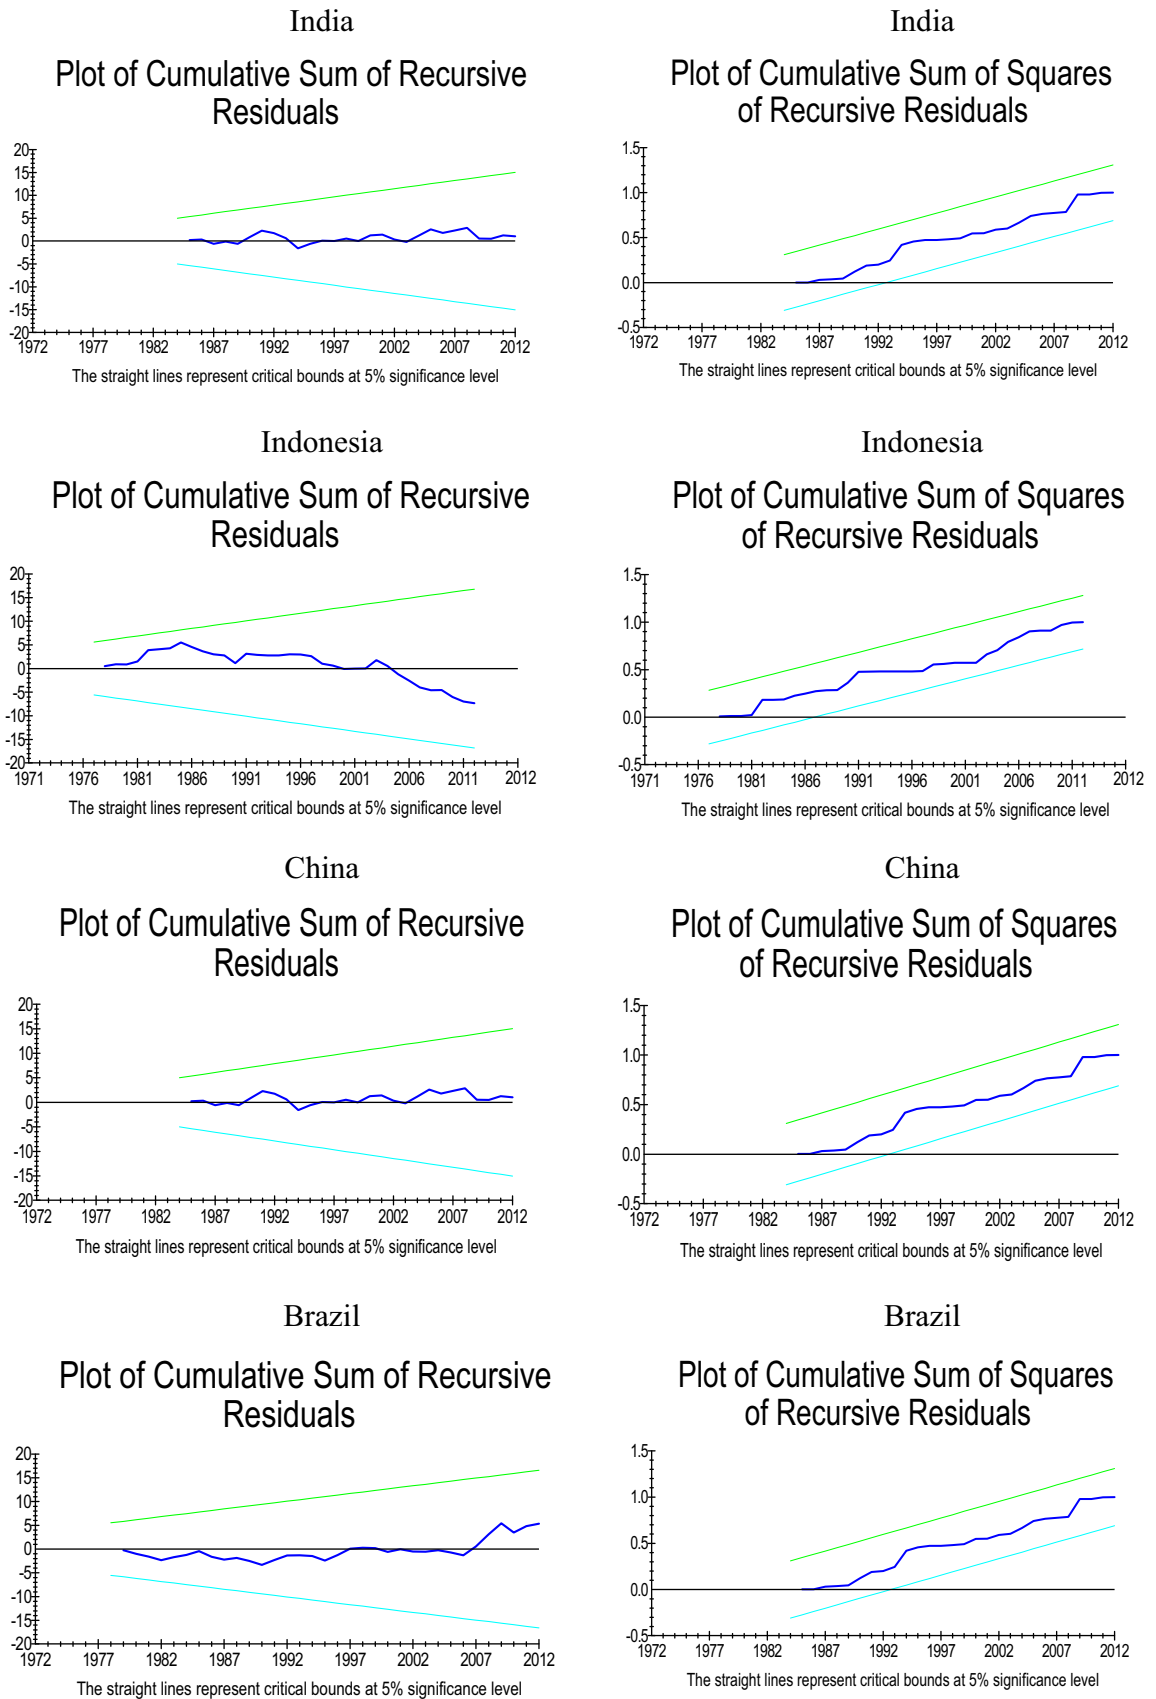 India
Plot of Cumulative Sum of Recursive
Residuals
20
15
10
5
0
-5
-10
-15
-20
1972 1977 1982 1987 1992 1997 2002 2007 2012
The straight lines represent critical bounds at 5% significance level
India
Plot of Cumulative Sum of Squares
of Recursive Residuals
1.5
1.0
0.5
0.0
-0.5
1972 1977 1982 1987 1992 1997 2002 2007 2012
The straight lines represent critical bounds at 5% significance level
Indonesia
Plot of Cumulative Sum of Recursive
Residuals
20
15
10
5
0
-5
-10
-15
-20
1971 1976 1981 1986 1991 1996 2001 2006 2011 2012
The straight lines represent critical bounds at 5% significance level
Indonesia
Plot of Cumulative Sum of Squares
of Recursive Residuals
1.5
1.0
0.5
0.0
-0.5
1971 1976 1981 1986 1991 1996 2001 2006 2011 2012
The straight lines represent critical bounds at 5% significance level
China
Plot of Cumulative Sum of Recursive
Residuals
20
15
10
5
0
-5
-10
-15
-20
1972 1977 1982 1987 1992 1997 2002 2007 2012
The straight lines represent critical bounds at 5% significance level
China
Plot of Cumulative Sum of Squares
of Recursive Residuals
1.5
1.0
0.5
0.0
-0.5
1972 1977 1982 1987 1992 1997 2002 2007 2012
The straight lines represent critical bounds at 5% significance level
Brazil
Plot of Cumulative Sum of Recursive
Residuals
20
15
10
5
0
-5
-10
-15
-20
1972 1977 1982 1987 1992 1997 2002 2007 2012
The straight lines represent critical bounds at 5% significance level
Brazil
Plot of Cumulative Sum of Squares
of Recursive Residuals
1.5
1.0
0.5
0.0
-0.5
1972 1977 1982 1987 1992 1997 2002 2007 2012
The straight lines represent critical bounds at 5% significance level